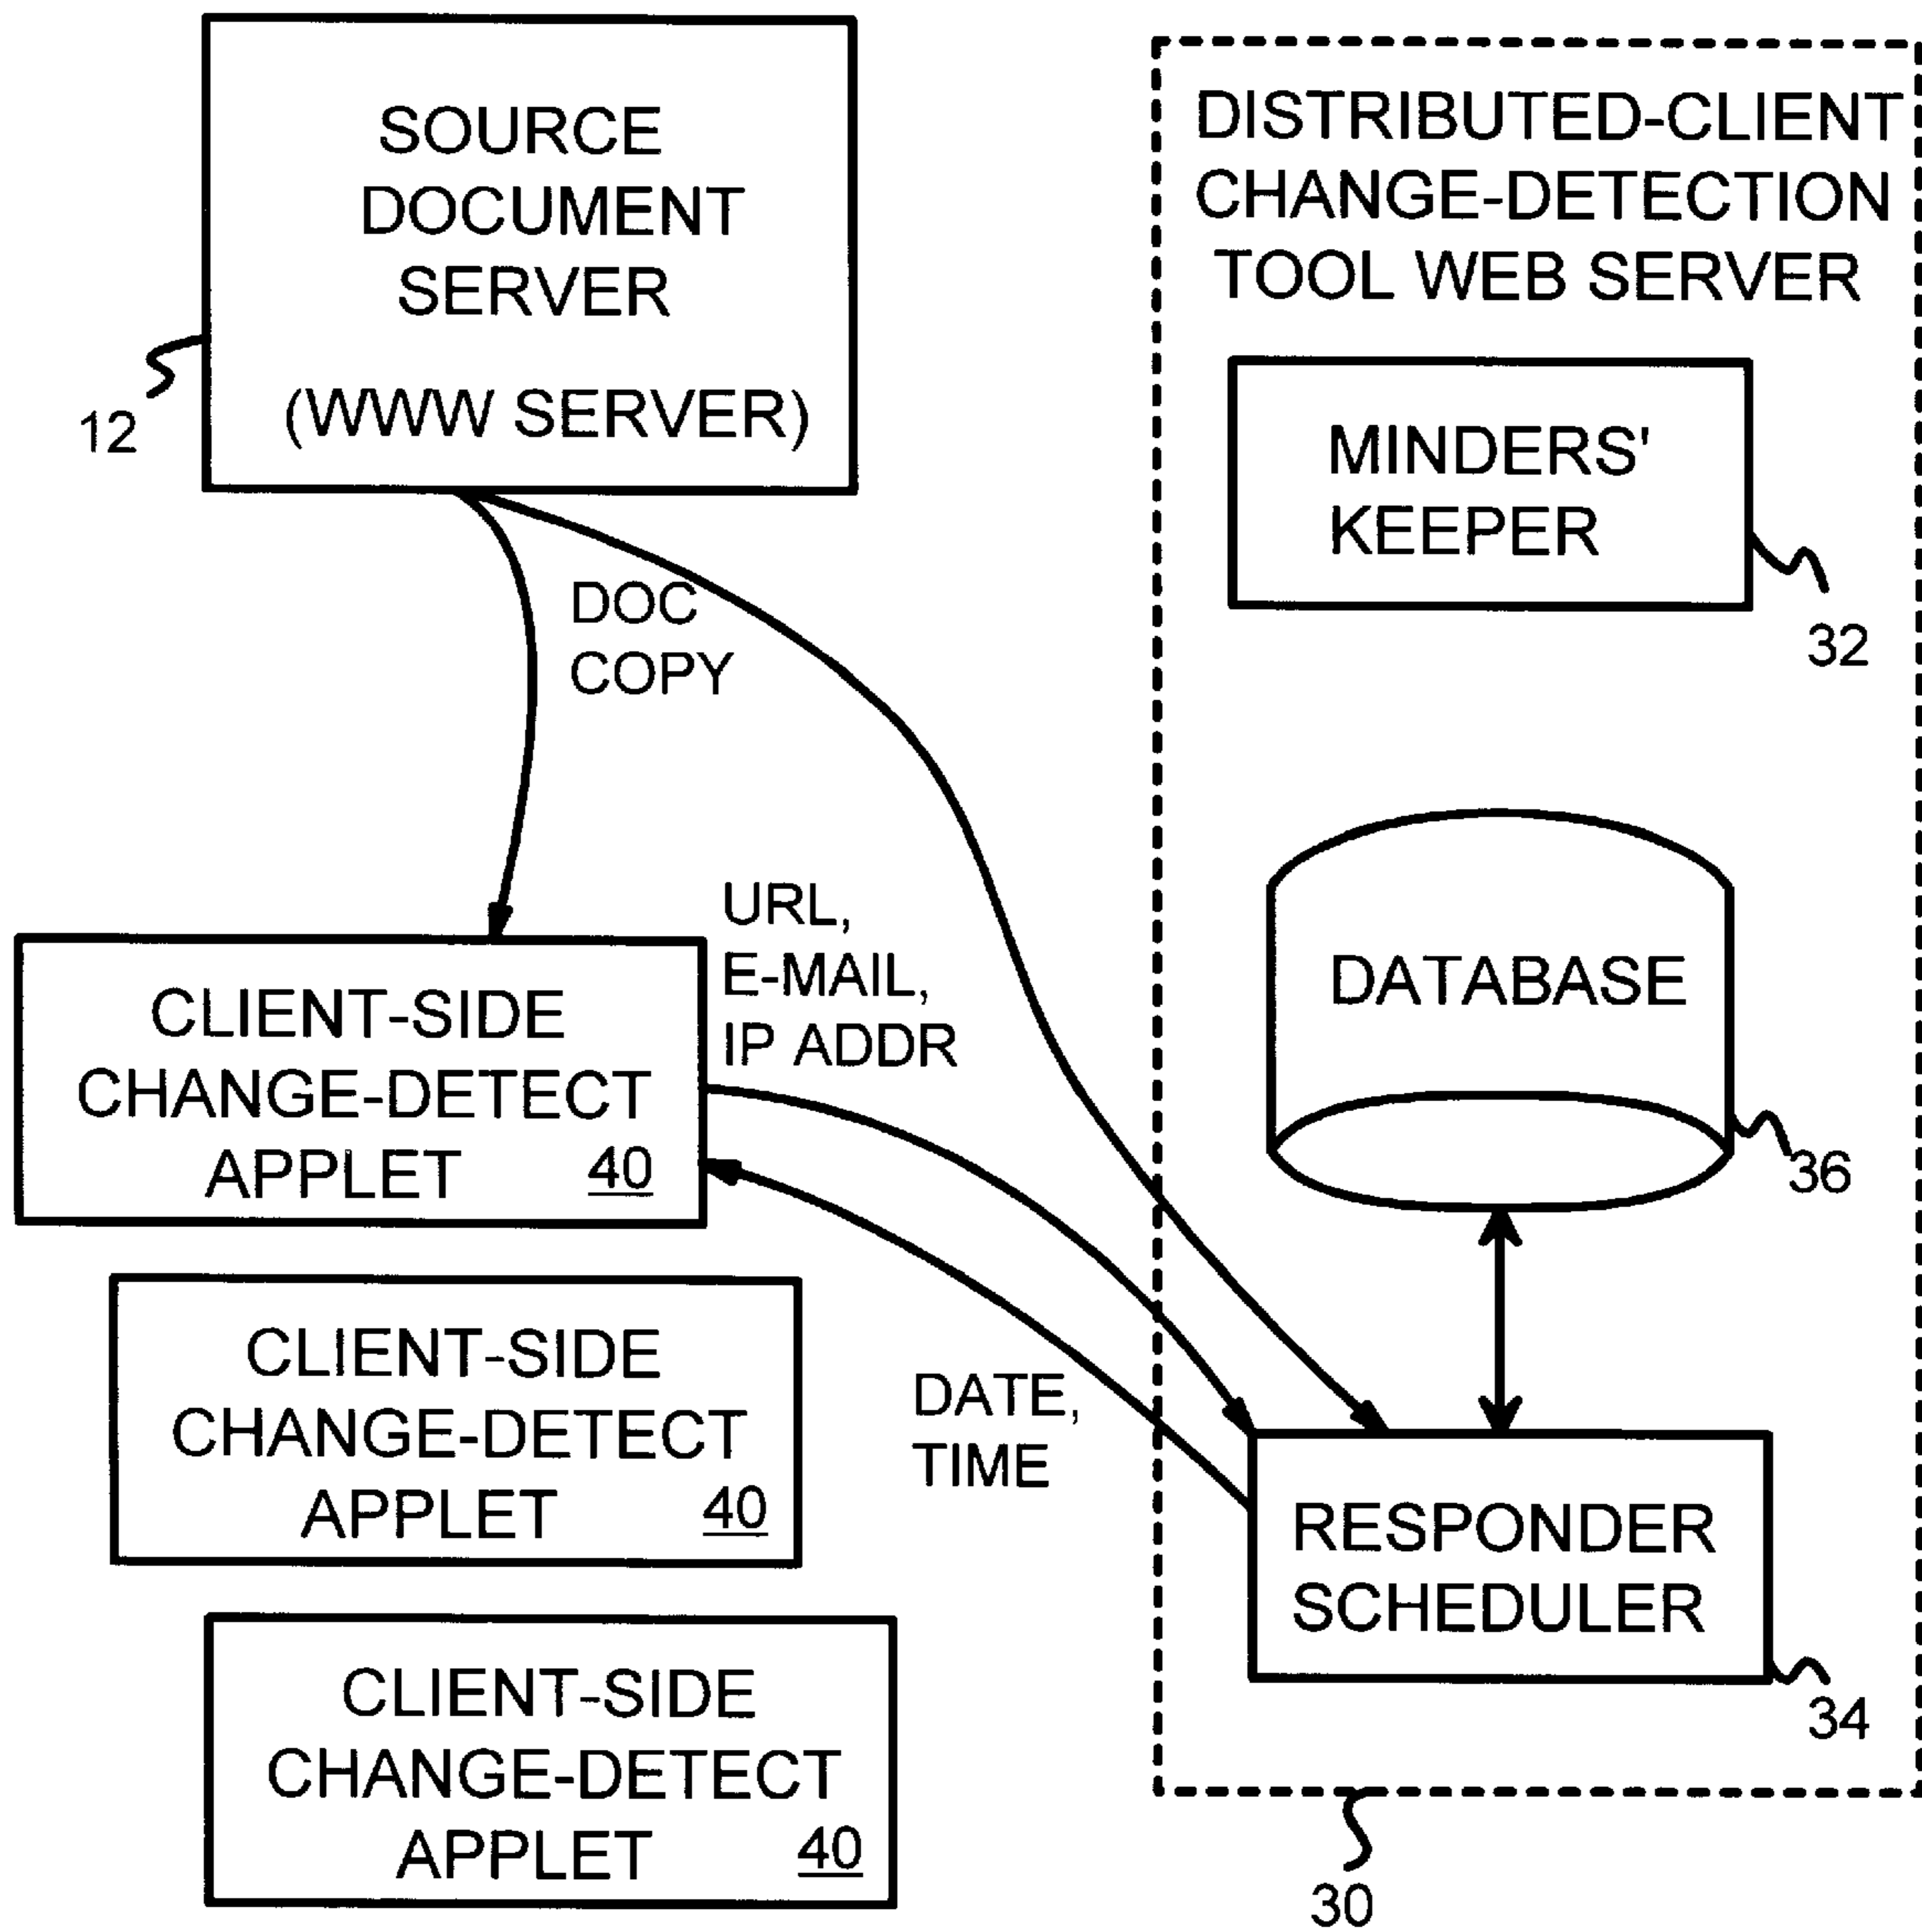 SOURCE
DOCUMENT
SERVER
(WWW SERVER)
12
DISTRIBUTED-CLIENT
CHANGE-DETECTION
TOOL WEB SERVER
MINDERS'
KEEPER
32
DOC
COPY
DATABASE
36
URL,
E-MAIL,
IP ADDR
CLIENT-SIDE
CHANGE-DETECT
APPLET 40
CLIENT-SIDE
CHANGE-DETECT
APPLET 40
DATE,
TIME
RESPONDER
SCHEDULER
34
CLIENT-SIDE
CHANGE-DETECT
APPLET 40
30